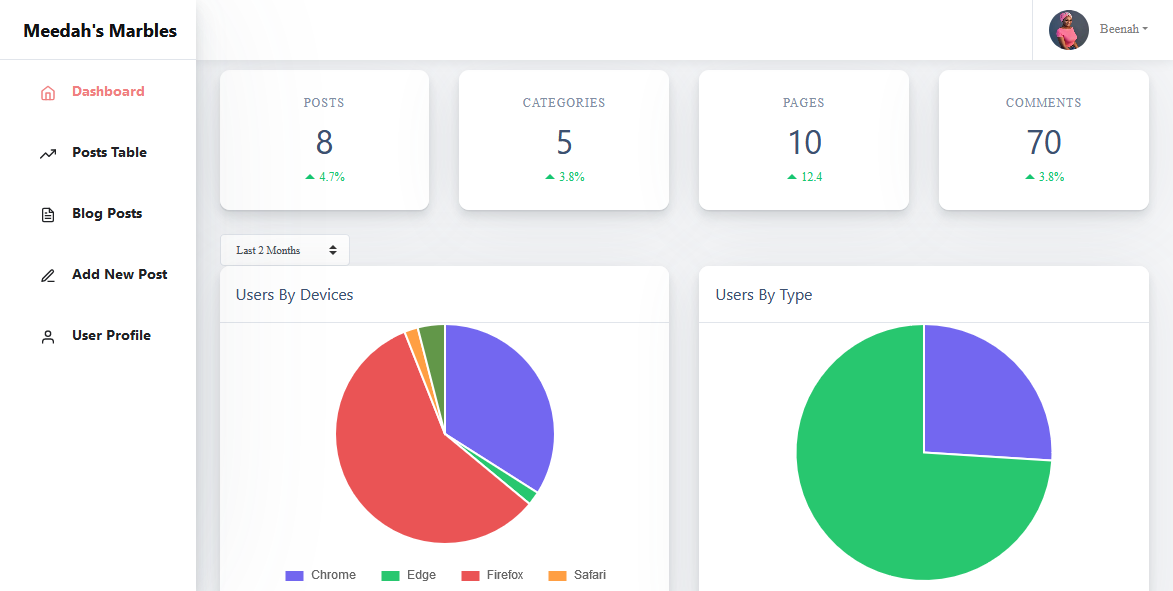 Meedah's Marbles
Beenah
Dashboard
Posts Table
Blog Posts
Add New Post
User Profile
POSTS
8
4.7%
CATEGORIES
5
3.8%
PAGES
10
12.4
COMMENTS
70
3.8%
Last 2 Months
Users By Devices
Chrome Edge Firefox Safari
Users By Type